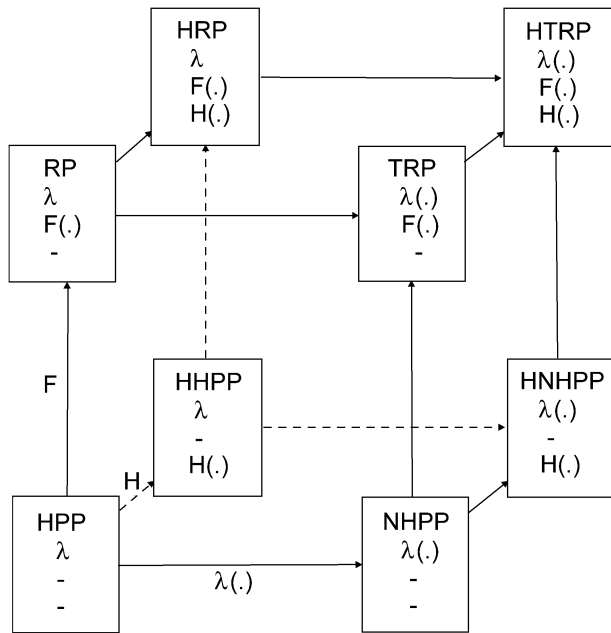 HRP
λ
F(.)
H(.)
HTRP
λ(.)
F(.)
H(.)
RP
λ
F(.)
-
TRP
λ(.)
F(.)
-
F
HHPP
λ
-
H(.)
HNHPP
λ(.)
-
H(.)
H
HPP
λ
-
-
λ(.)
NHPP
λ(.)
-
-